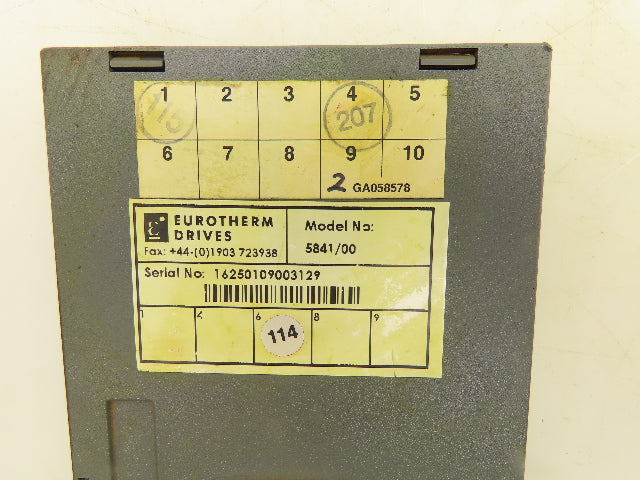 1 2 3 4 5
115 207
6 7 8 9 10
2 GA058578
EUROTHERM
DRIVES
Fax: +44-(0)1903 723938
Model No:
5841/00
Serial No: 16250109003129
1 4 6 8 9
114